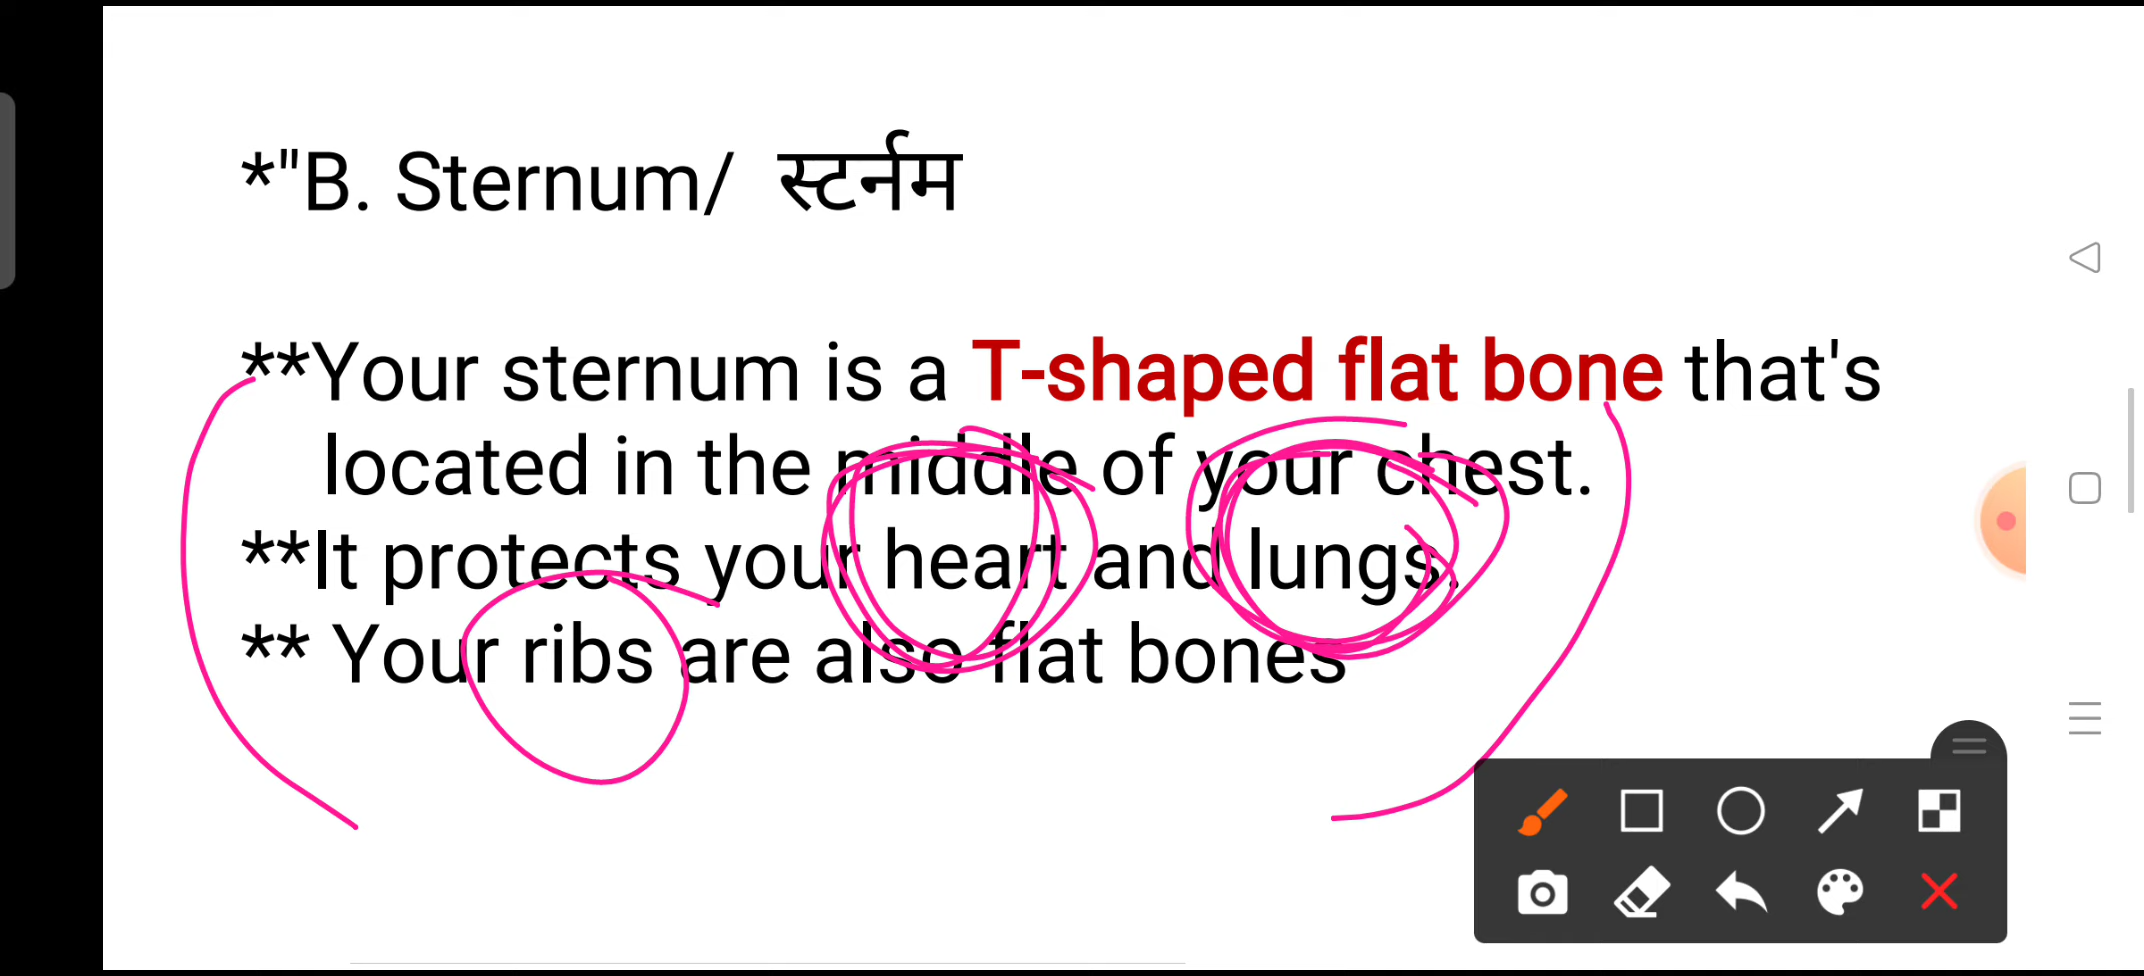 *"B. Sternum/ स्टर्नम
**Your sternum is a T-shaped flat bone that's
located in the middle of your chest.
**It protects your heart and lungs.
** Your ribs are also flat bones